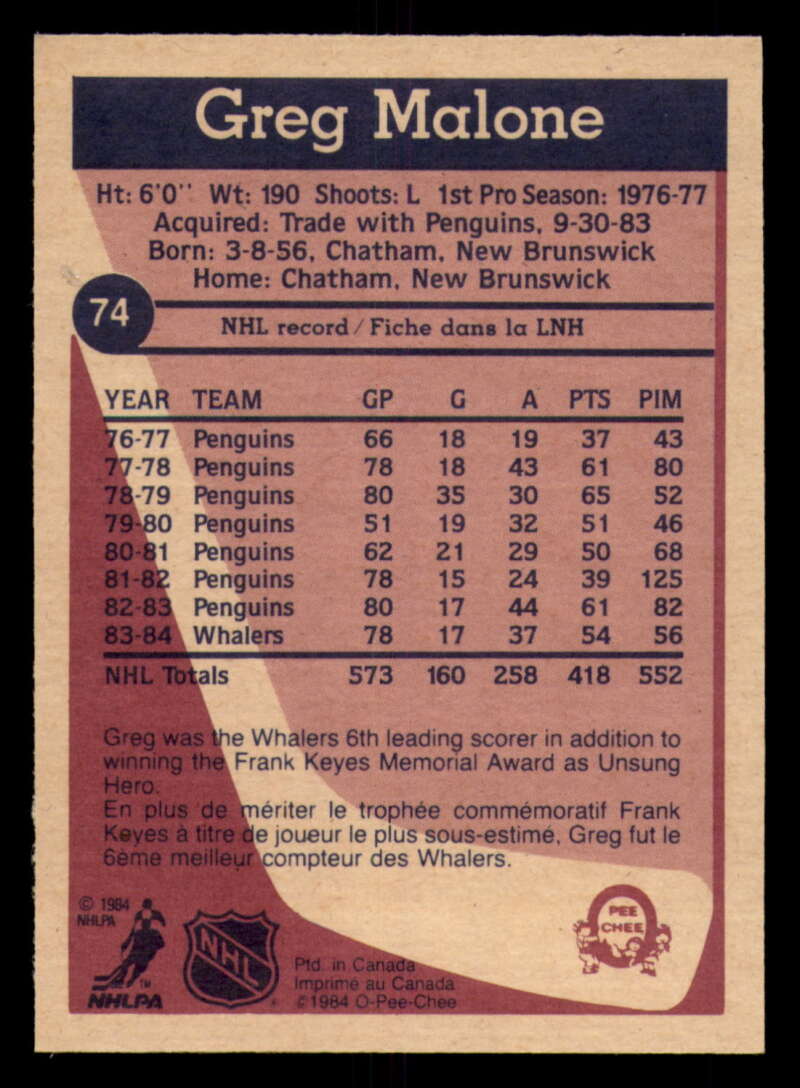 Greg Malone
Ht: 6'0'' Wt: 190 Shoots: L 1st Pro Season: 1976-77
Acquired: Trade with Penguins, 9-30-83
Born: 3-8-56, Chatham, New Brunswick
Home: Chatham, New Brunswick
74
NHL record / Fiche dans la LNH
YEAR TEAM GP G A PTS PIM
76-77 Penguins 66 18 19 37 43
77-78 Penguins 78 18 43 61 80
78-79 Penguins 80 35 30 65 52
79-80 Penguins 51 19 32 51 46
80-81 Penguins 62 21 29 50 68
81-82 Penguins 78 15 24 39 125
82-83 Penguins 80 17 44 61 82
83-84 Whalers 78 17 37 54 56
NHL Totals 573 160 258 418 552
Greg was the Whalers 6th leading scorer in addition to
winning the Frank Keyes Memorial Award as Unsung
Hero.
En plus de mériter le trophée commémoratif Frank
Keyes à titre de joueur le plus sous-estimé, Greg fut le
6ème meilleur compteur des Whalers.
© 1984
NHLPA
TM
NHLPA
NHL
Ptd. in Canada
Imprimé au Canada
©1984 O-Pee-Chee
PEE
CHEE